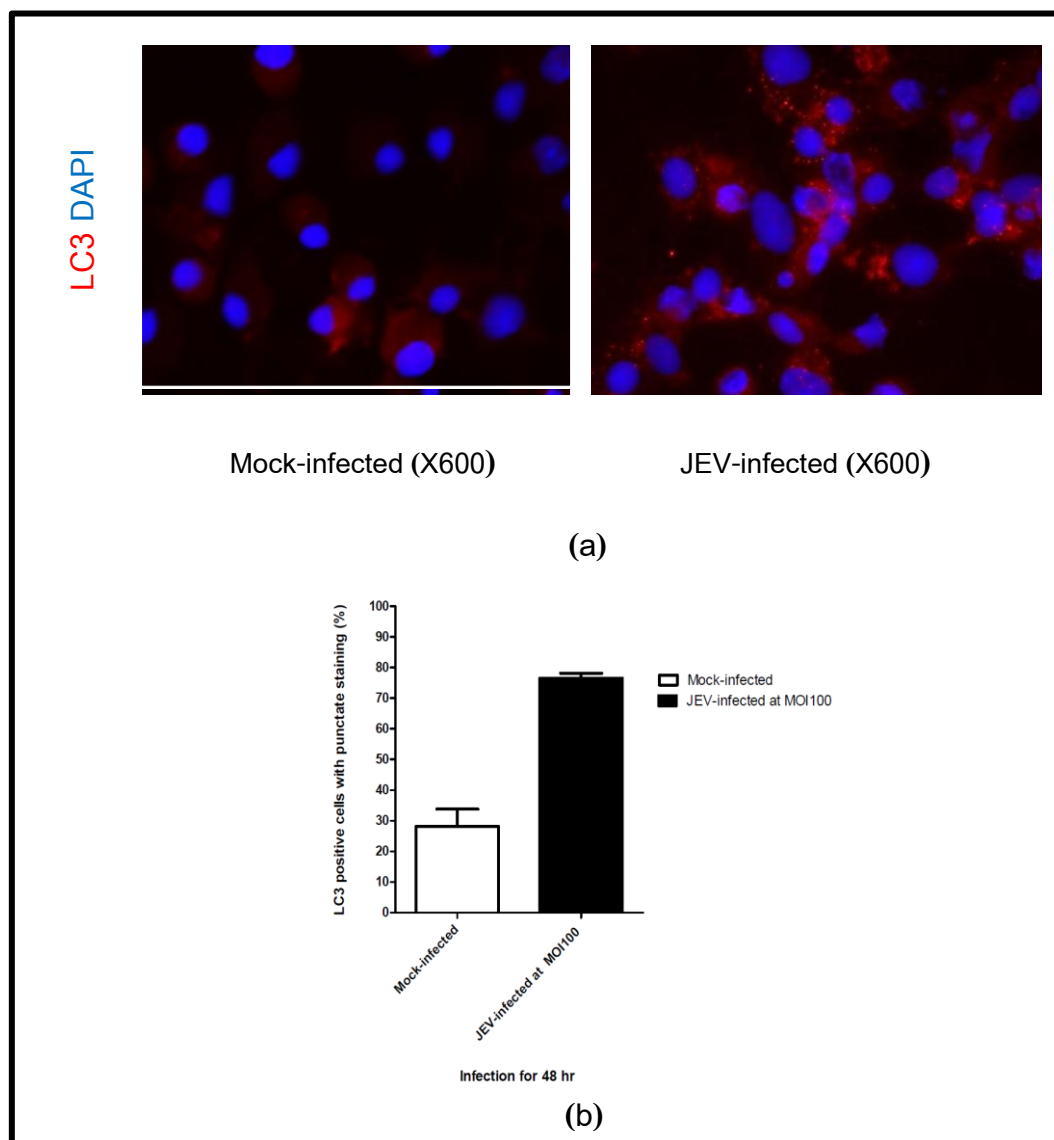 LC3 DAPI
Mock-infected (X600)
JEV-infected (X600)
(a)
LC3 positive cells with punctate staining (%)
100
90
80
70
60
50
40
30
20
10
0
Mock-infected
JEV-infected at MOI100
Mock-infected
JEV-infected at MOI100
Infection for 48 hr
(b)